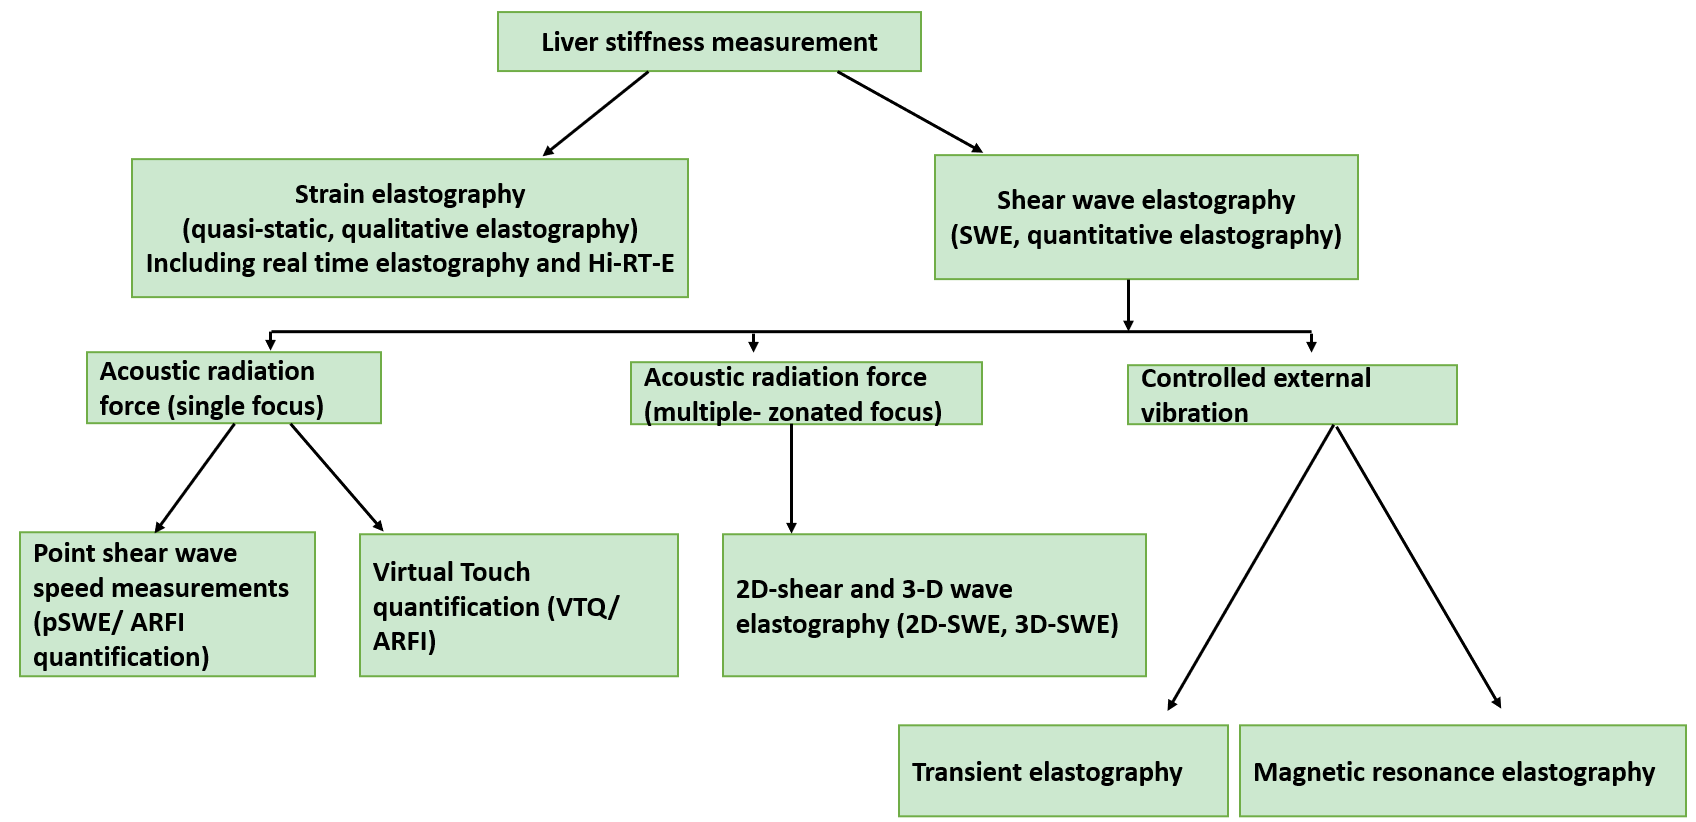 Liver stiffness measurement
Strain elastography
(quasi-static, qualitative elastography)
Including real time elastography and Hi-RT-E
Shear wave elastography
(SWE, quantitative elastography)
Acoustic radiation
force (single focus)
Acoustic radiation force
(multiple- zonated focus)
Controlled external
vibration
Point shear wave
speed measurements
(pSWE/ ARFI
quantification)
Virtual Touch
quantification (VTQ/
ARFI)
2D-shear and 3-D wave
elastography (2D-SWE, 3D-SWE)
Transient elastography
Magnetic resonance elastography